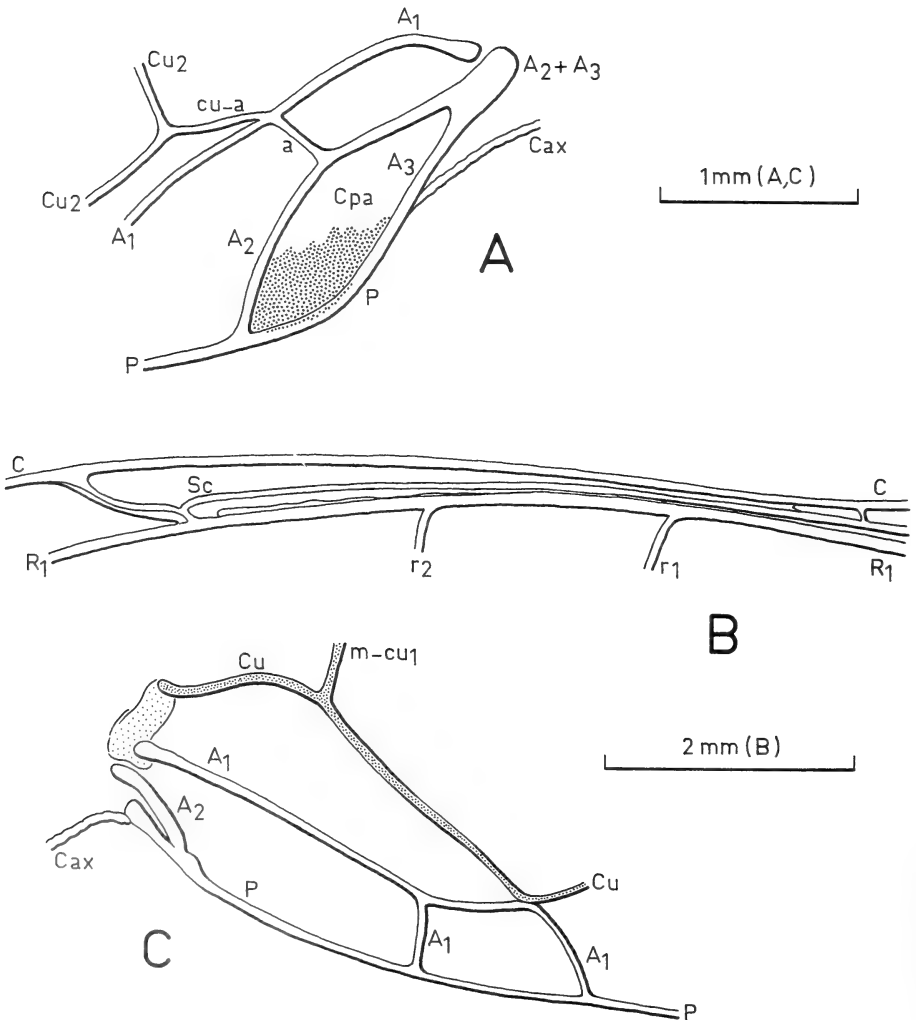 A1
Cu2
A2+A3
cu-a
Cax
a
A3
1mm (A,C)
Cpa
Cu2
A1
A2
A
P
P
C
Sc
C
R1
r2
r1
R1
B
m-cu1
Cu
A1
2mm (B)
A2
Cax
Cu
P
A1
A1
C
P